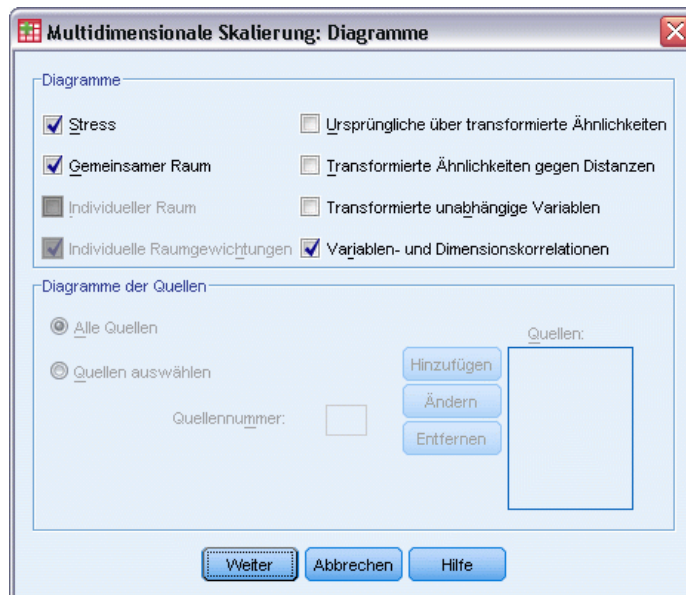 Multidimensionale Skalierung: Diagramme
Diagramme
Stress
Ursprüngliche über transformierte Ähnlichkeiten
Gemeinsamer Raum
Transformierte Ähnlichkeiten gegen Distanzen
Individueller Raum
Transformierte unabhängige Variablen
Individuelle Raumgewichtungen
Variablen- und Dimensionskorrelationen
Diagramme der Quellen
Alle Quellen
Quellen:
Quellen auswählen
Hinzufügen
Ändern
Quellennummer:
Entfernen
Weiter
Abbrechen
Hilfe